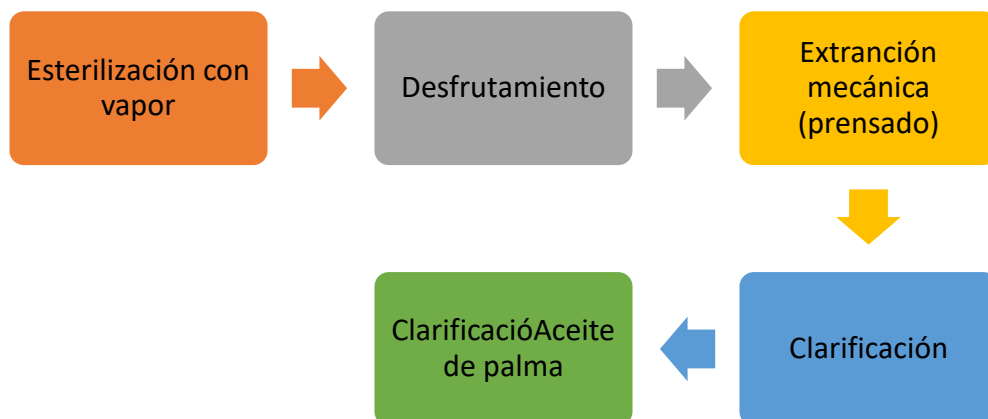 Esterilización con
vapor
Desfrutamiento
Extranción
mecánica
(prensado)
Clarificación
ClarificacióAceite
de palma